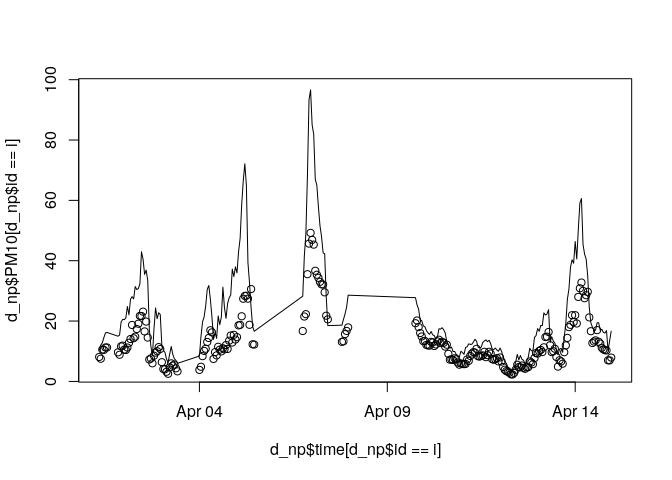 100
80
60
40
20
0
d_np$PM10[d_np$id == i]
Apr 04
Apr 09
Apr 14
d_np$time[d_np$id == i]